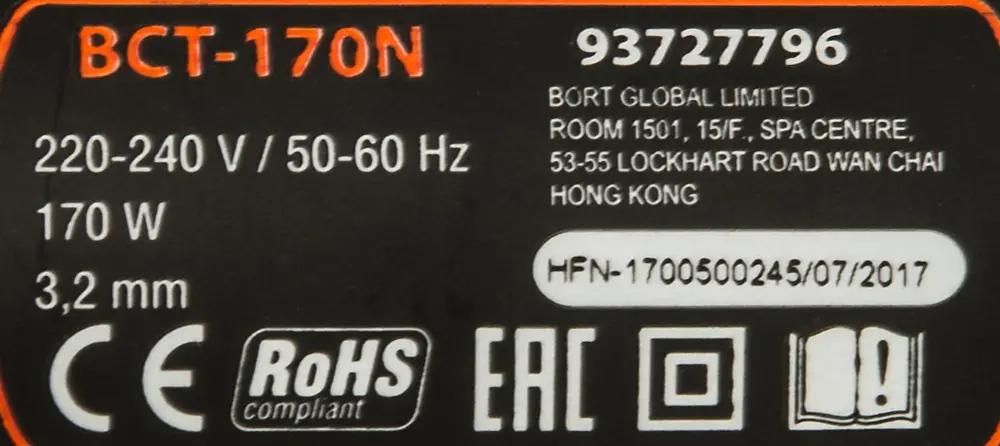 BCT-170N
220-240 V / 50-60 Hz
170 W
3,2 mm
93727796
BORT GLOBAL LIMITED
ROOM 1501, 15/F., SPA CENTRE,
53-55 LOCKHART ROAD WAN CHAI
HONG KONG
HFN-1700500245/07/2017
CE
RoHS
compliant
EAC